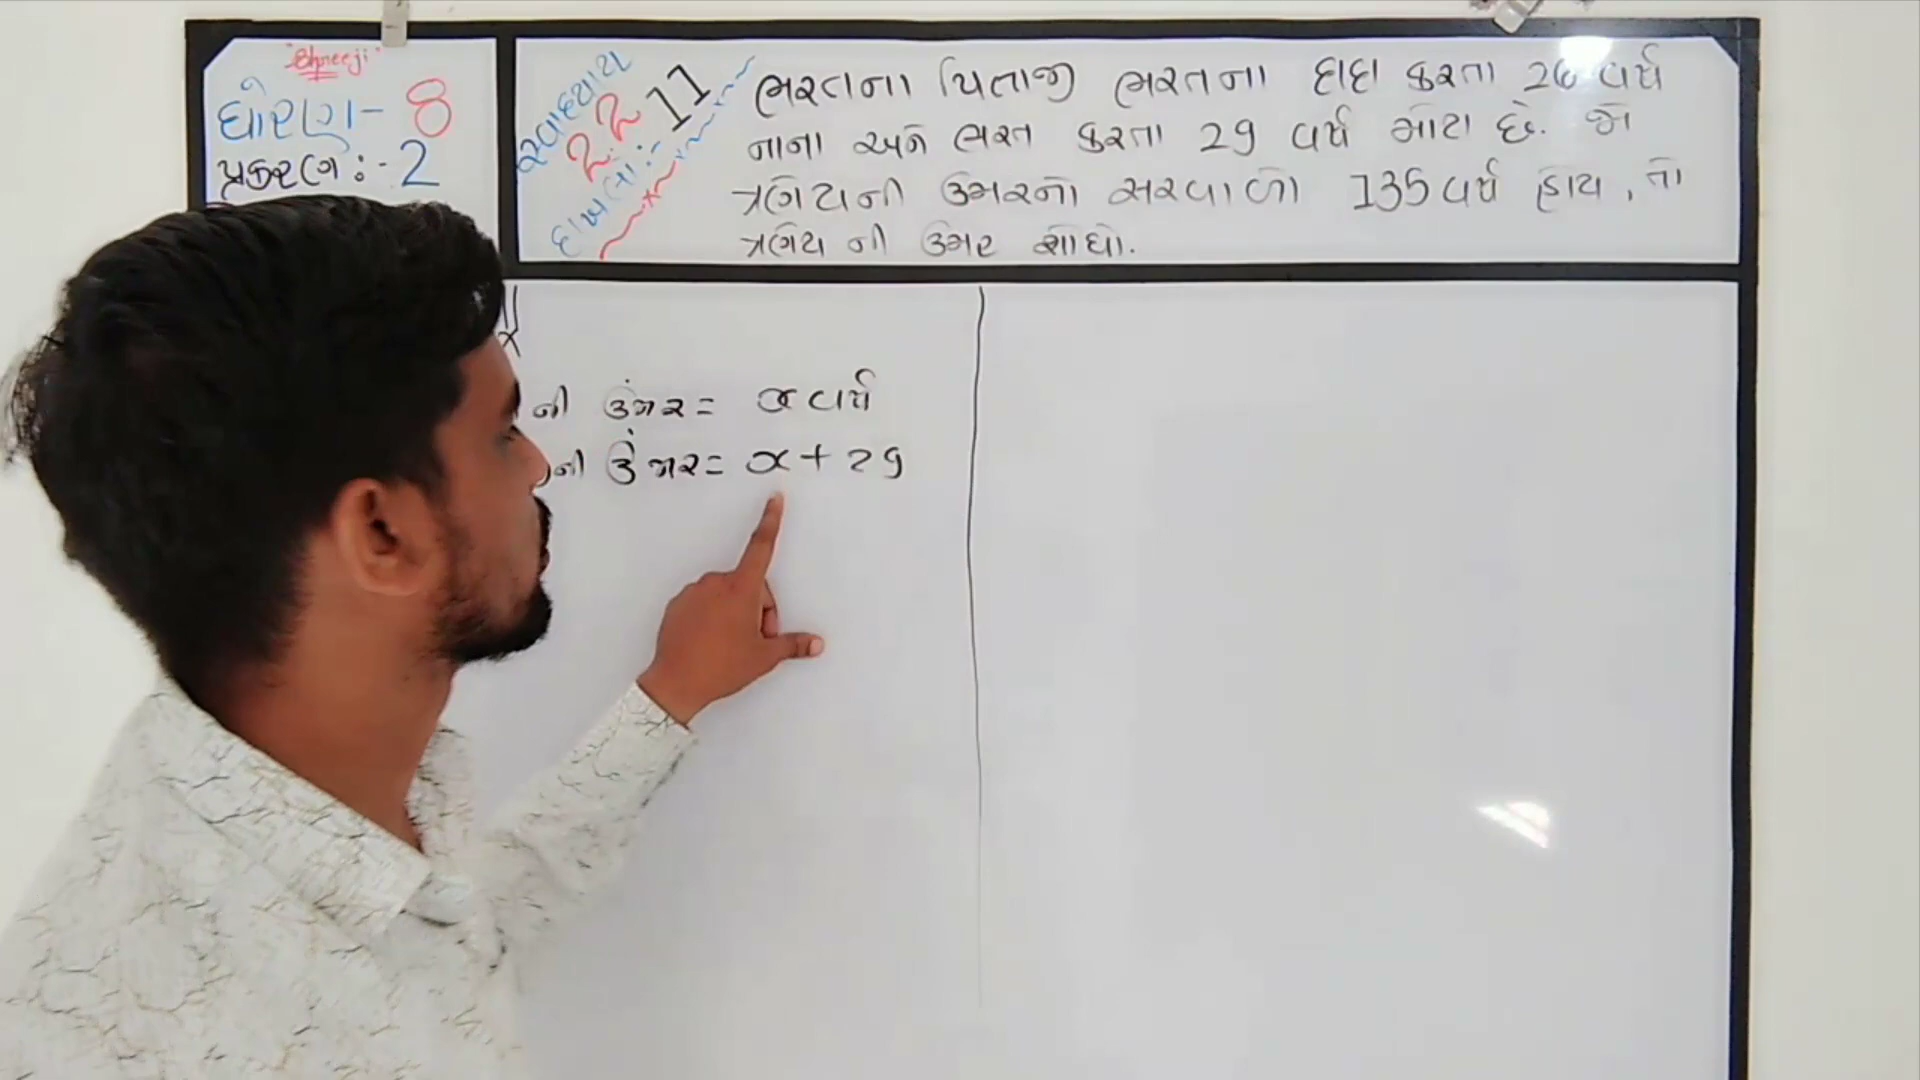 "Bhneeji"
ધોરણ- 8
પ્રકરણ:- 2
સ્વાધ્યાય
2.2
દાખલો:- 11
ભરતના પિતાજી ભરતના દાદા કરતા 26 વર્ષ
નાના અને ભરત કરતા 29 વર્ષ મોટા છે. જો
ત્રણેયની ઉંમરનો સરવાળો 135 વર્ષ હોય, તો
ત્રણેય ની ઉંમર શોધો.
ની ઉંમર = x વર્ષ
ની ઉંમર = x + 29